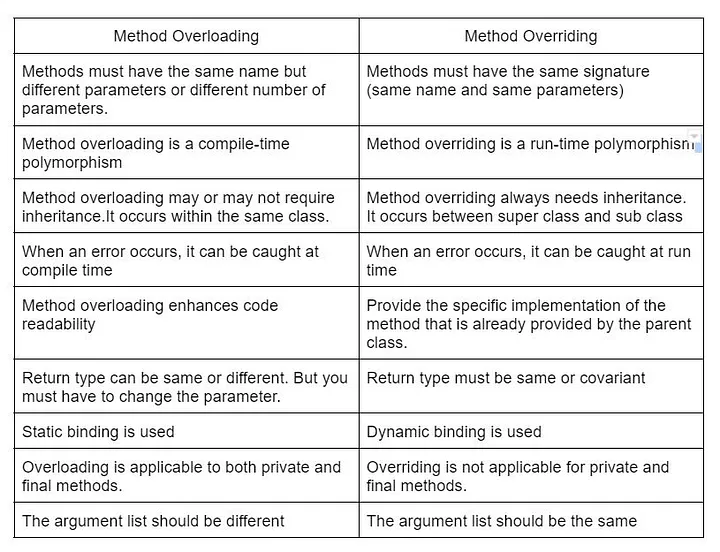 Method Overloading
Method Overriding
Methods must have the same name but
different parameters or different number of
parameters.
Methods must have the same signature
(same name and same parameters)
Method overloading is a compile-time
polymorphism
Method overriding is a run-time polymorphism
Method overloading may or may not require
inheritance.It occurs within the same class.
Method overriding always needs inheritance.
It occurs between super class and sub class
When an error occurs, it can be caught at
compile time
When an error occurs, it can be caught at run
time
Method overloading enhances code
readability
Provide the specific implementation of the
method that is already provided by the parent
class.
Return type can be same or different. But you
must have to change the parameter.
Return type must be same or covariant
Static binding is used
Dynamic binding is used
Overloading is applicable to both private and
final methods.
Overriding is not applicable for private and
final methods.
The argument list should be different
The argument list should be the same